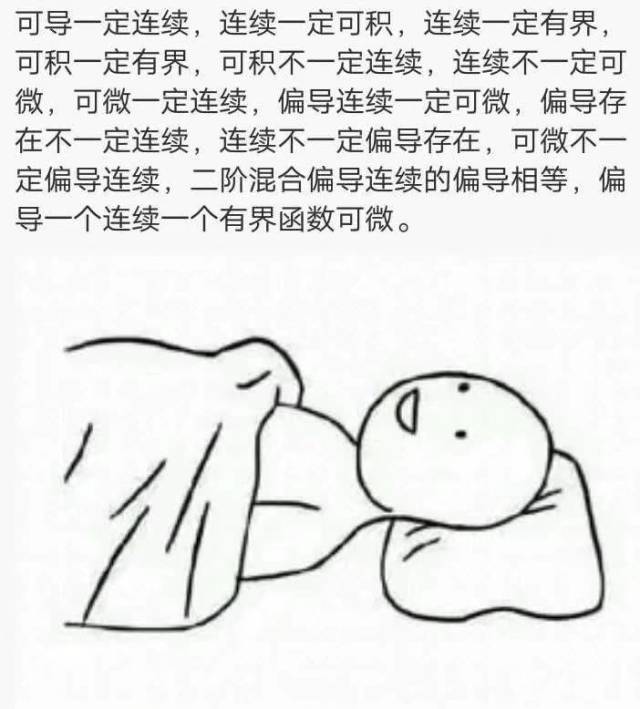 可导一定连续，连续一定可积，连续一定有界，
可积一定有界，可积不一定连续，连续不一定可
微，可微一定连续，偏导连续一定可微，偏导存
在不一定连续，连续不一定偏导存在，可微不一
定偏导连续，二阶混合偏导连续的偏导相等，偏
导一个连续一个有界函数可微。